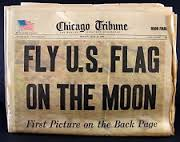 Chicago Tribune
FLY U.S. FLAG
ON THE MOON
First Picture on the Back Page